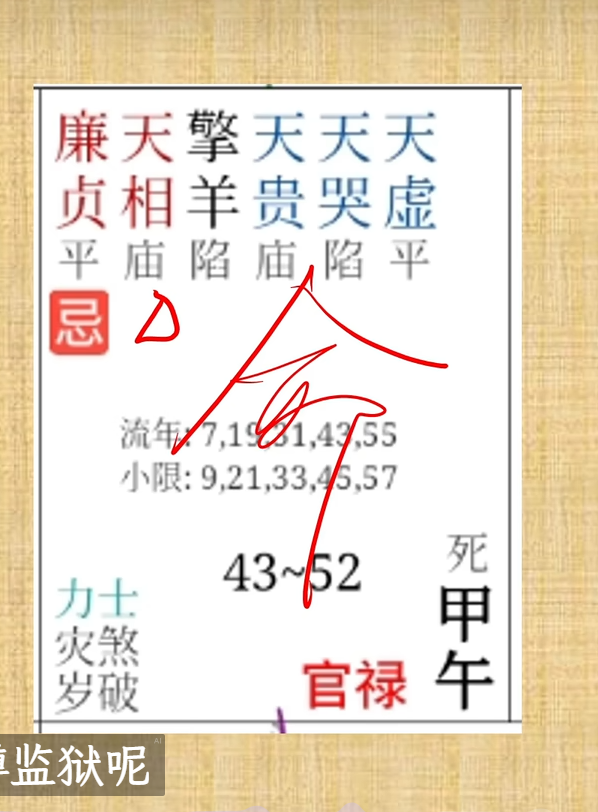 廉天擎天天天
贞相羊贵哭虚
平庙陷庙陷平
忌 D
命
流年: 7,19,31,43,55
小限: 9,21,33,45,57
43~52
死
甲午
力士
灾煞
岁破
官禄
监狱呢
AI